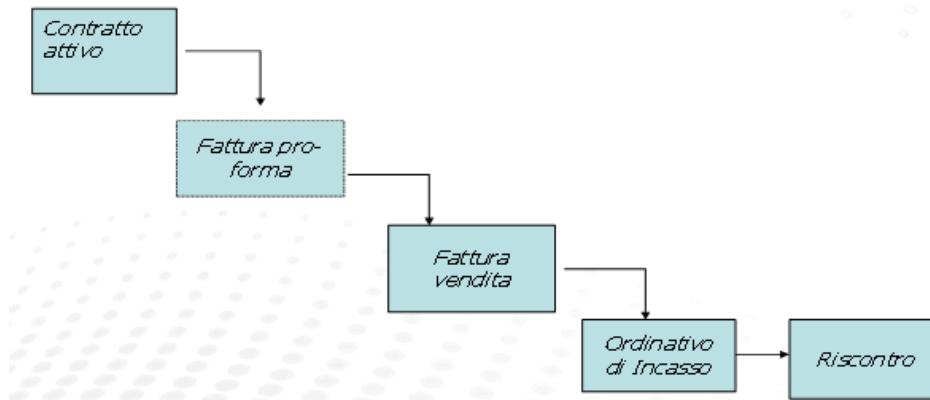 Contratto
attivo
Fattura pro-
forma
Fattura
vendita
Ordinativo
di Incasso
Riscontro